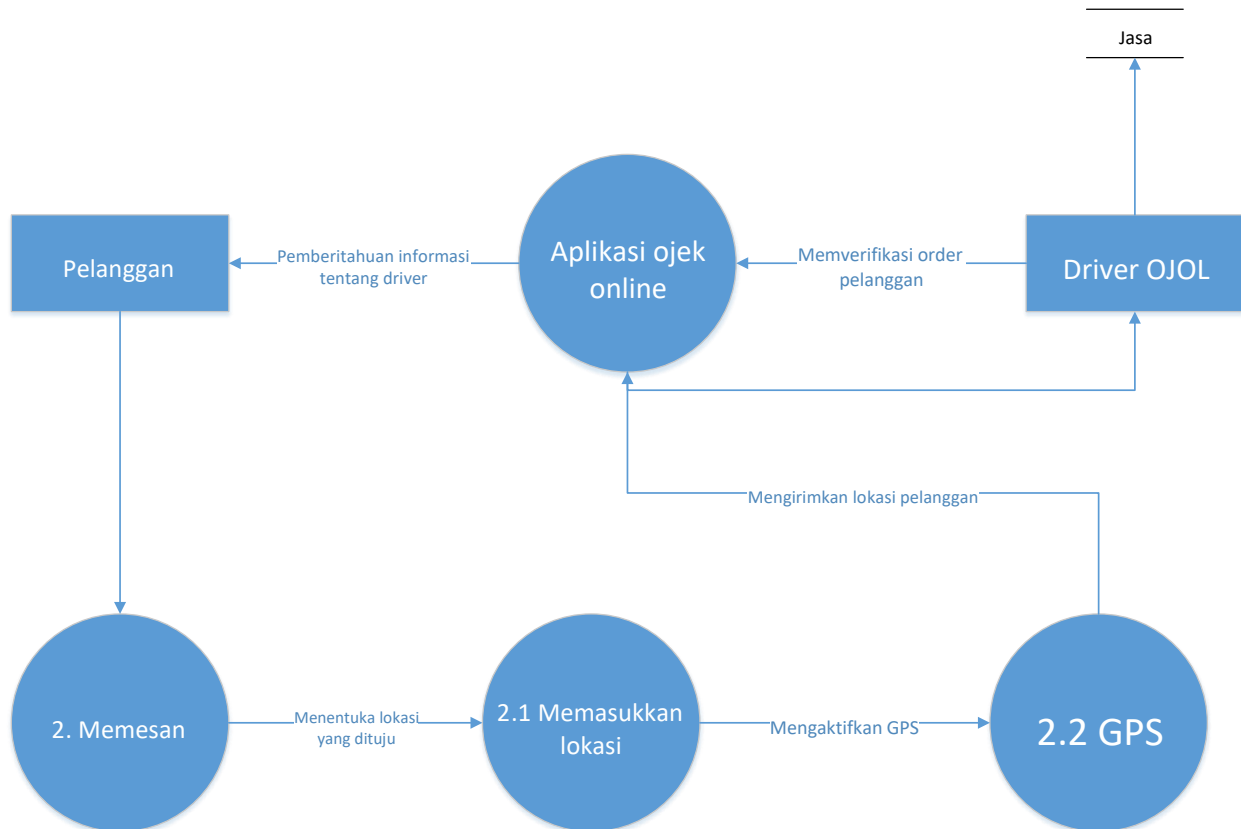 Jasa
Pelanggan
Pemberitahuan informasi
tentang driver
Aplikasi ojek
online
Memverifikasi order
pelanggan
Driver OJOL
Mengirimkan lokasi pelanggan
2. Memesan
Menentuka lokasi
yang dituju
2.1 Memasukkan
lokasi
Mengaktifkan GPS
2.2 GPS